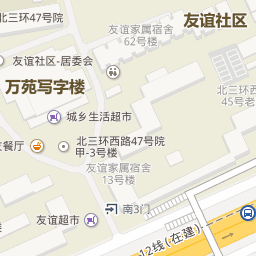 北三环47号院
友谊家属宿舍
62号楼
友谊社区
友谊社区-居委会
万苑写字楼
北三环西
45号老
城乡生活超市
餐厅
北三环西路47号院
甲-3号楼
友谊家属宿舍
13号楼
友谊超市
南3门
12线(在建)